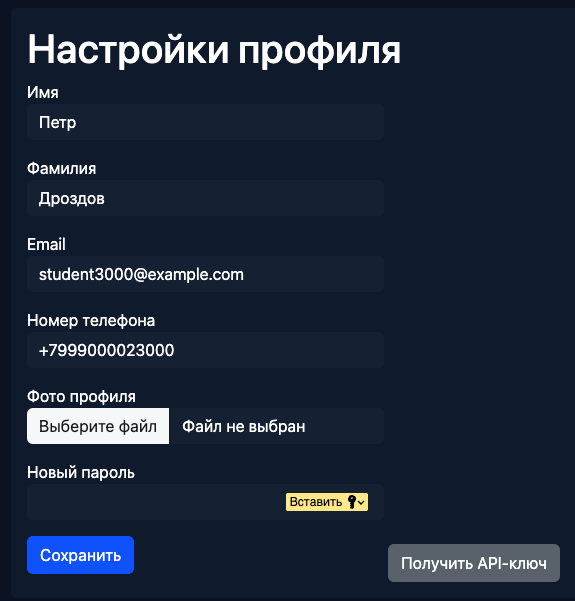 Настройки профиля
Имя
Петр
Фамилия
Дроздов
Email
student3000@example.com
Номер телефона
+7999000023000
Фото профиля
Выберите файл Файл не выбран
Новый пароль
Вставить
Сохранить
Получить API-ключ